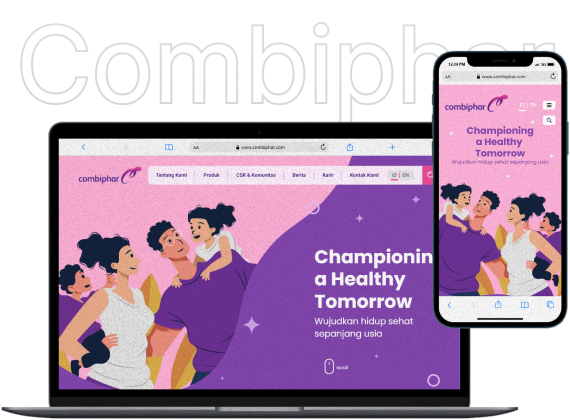 Combiphar
12:34 PM
5G
AA
www.combiphar.com
combiphar
ID | EN
Championing
a Healthy
Tomorrow
Wujudkan hidup sehat sepanjang usia
AA
www.combiphar.com
combiphar
Tentang Kami
Produk
CSR & Komunitas
Berita
Karir
Kontak Kami
ID | EN
Championin
a Healthy
Tomorrow
Wujudkan hidup sehat
sepanjang usia
scroll